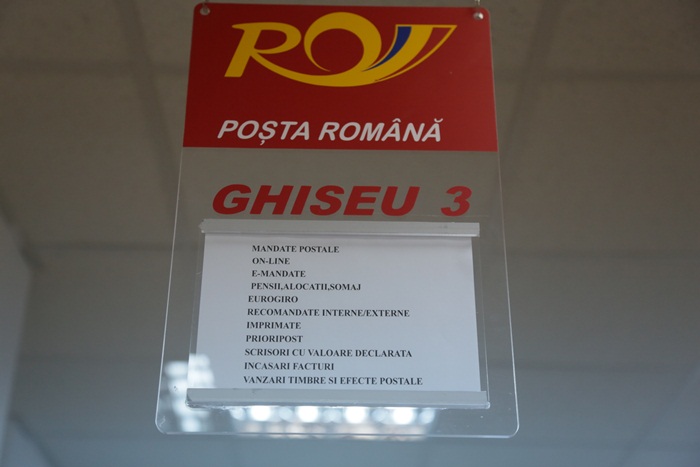 POȘTA ROMÂNĂ
GHISEU 3
MANDATE POSTALE
ON-LINE
E-MANDATE
PENSII,ALOCATII,SOMAJ
EUROGIRO
RECOMANDATE INTERNE/EXTERNE
IMPRIMATE
PRIORIPOST
SCRISORI CU VALOARE DECLARATA
INCASARI FACTURI
VANZARI TIMBRE SI EFECTE POSTALE